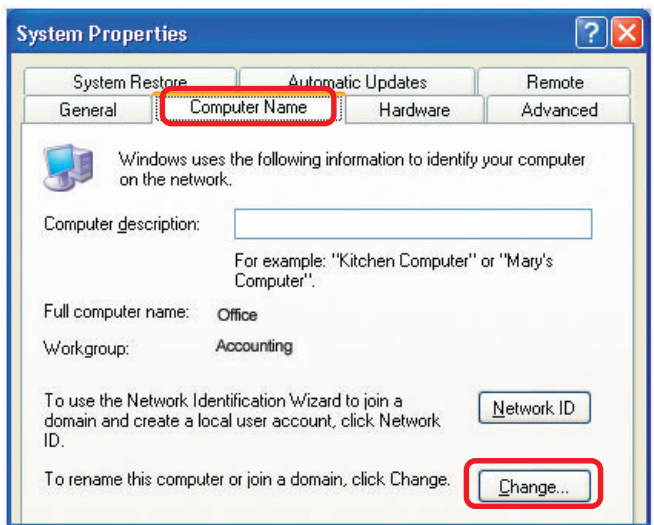 System Properties
System Restore Automatic Updates Remote
General Computer Name Hardware Advanced
Windows uses the following information to identify your computer
on the network.
Computer description:
For example: "Kitchen Computer" or "Mary's
Computer".
Full computer name: Office
Workgroup: Accounting
To use the Network Identification Wizard to join a
domain and create a local user account, click Network
ID.
Network ID
To rename this computer or join a domain, click Change.
Change...